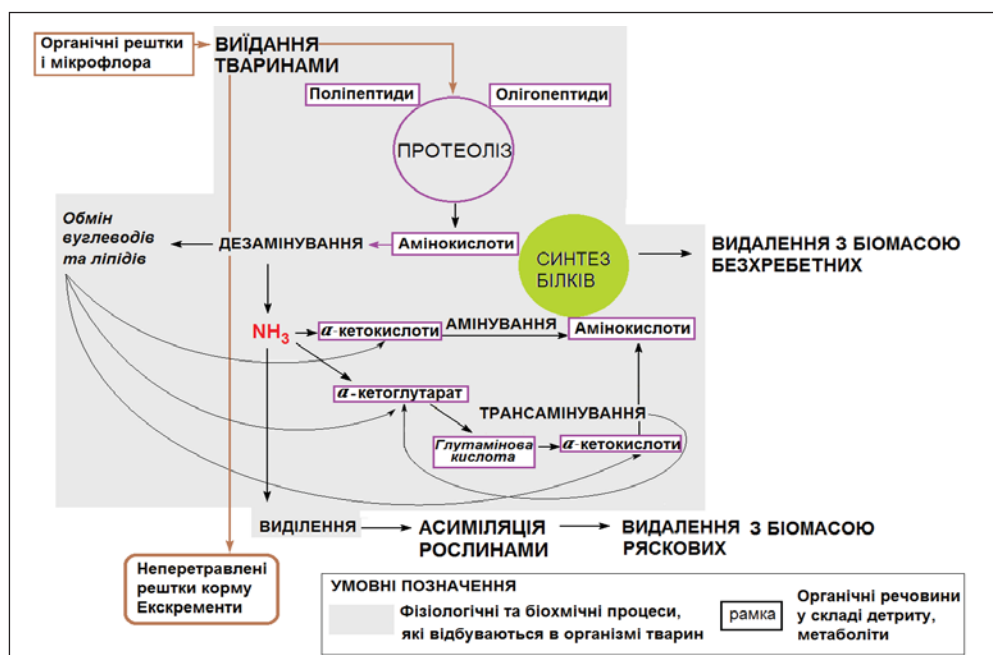 Органічні рештки
і мікрофлора
ВИЇДАННЯ
ТВАРИНАМИ
Поліпептиди
Олігопептиди
ПРОТЕОЛІЗ
Обмін
вуглеводів
та ліпідів
ДЕЗАМІНУВАННЯ
Амінокислоти
СИНТЕЗ
БІЛКІВ
ВИДАЛЕННЯ З БІОМАСОЮ
БЕЗХРЕБЕТНИХ
NH3
α-кетокислоти
АМІНУВАННЯ
Амінокислоти
α-кетоглутарат
ТРАНСАМІНУВАННЯ
Глутамінова
кислота
α-кетокислоти
ВИДІЛЕННЯ
АСИМІЛЯЦІЯ
РОСЛИНАМИ
ВИДАЛЕННЯ З БІОМАСОЮ
РЯСКОВИХ
Неперетравлені
рештки корму
Екскременти
УМОВНІ ПОЗНАЧЕННЯ
Фізіологічні та біохмічні процеси,
які відбуваються в організмі тварин
рамка
Органічні речовини
у складі детриту,
метаболіти